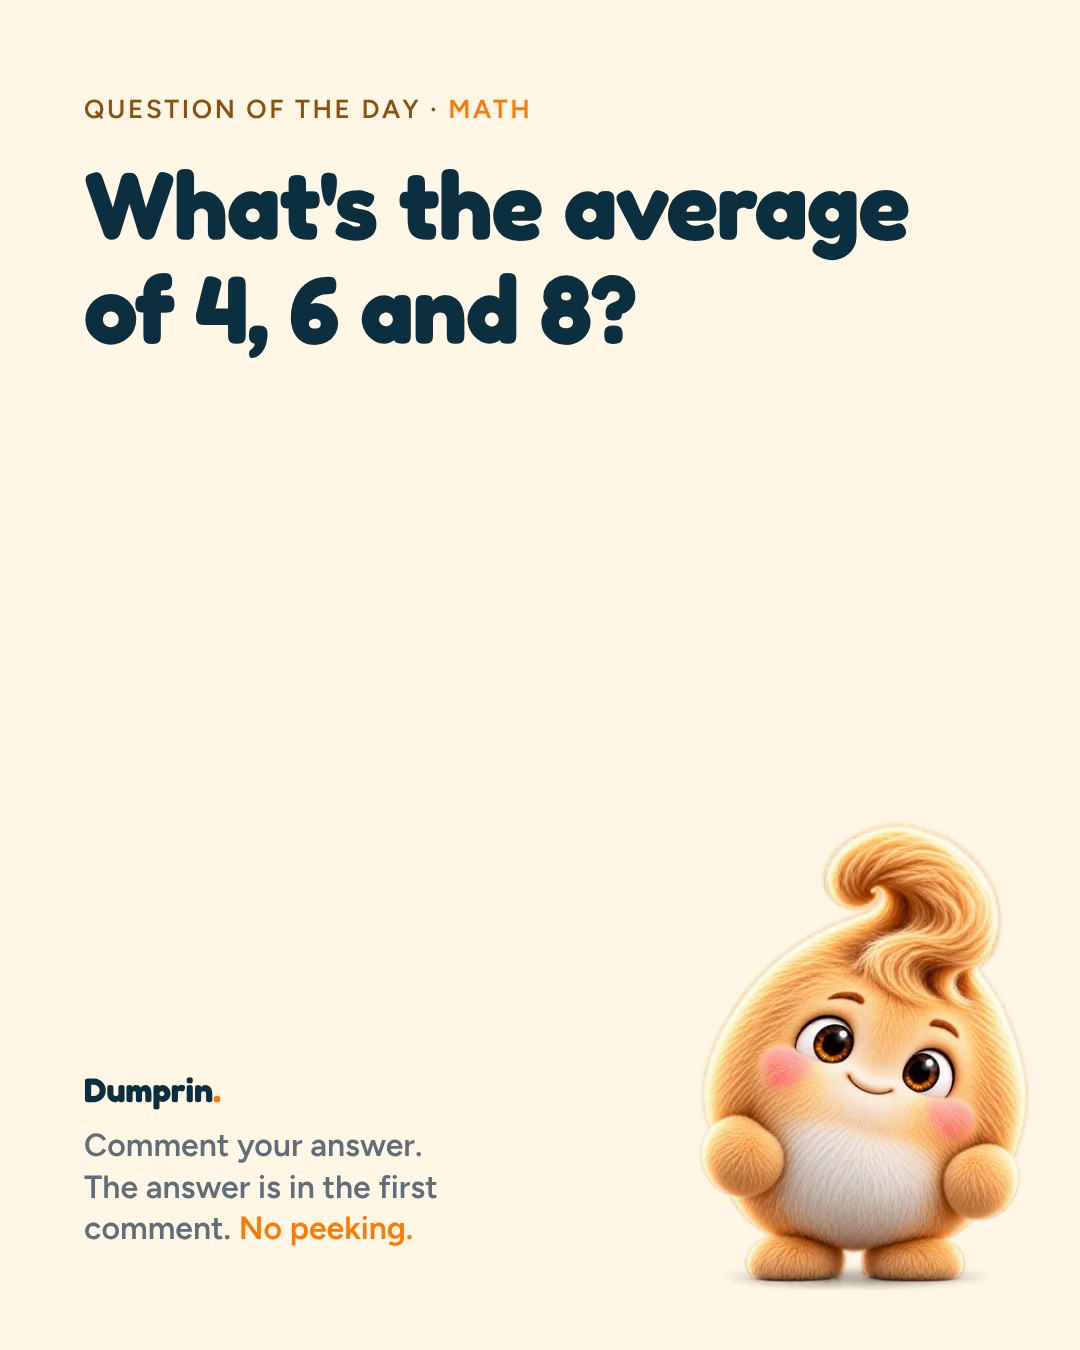 QUESTION OF THE DAY · MATH
What's the average
of 4, 6 and 8?
Dumprin.
Comment your answer.
The answer is in the first
comment. No peeking.